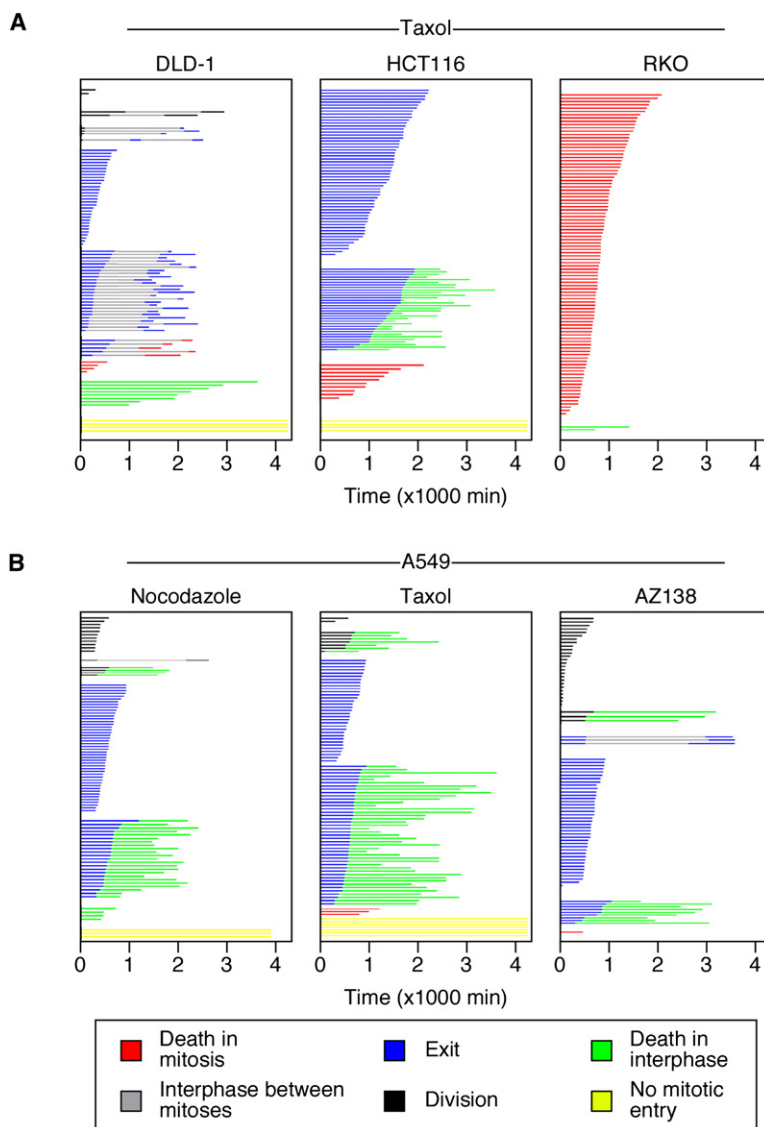 A
Taxol
DLD-1 HCT116 RKO
0 1 2 3 4 0 1 2 3 4 0 1 2 3 4
Time (x1000 min)
B
A549
Nocodazole Taxol AZ138
0 1 2 3 4 0 1 2 3 4 0 1 2 3 4
Time (x1000 min)
Death in mitosis
Exit
Death in interphase
Interphase between mitoses
Division
No mitotic entry